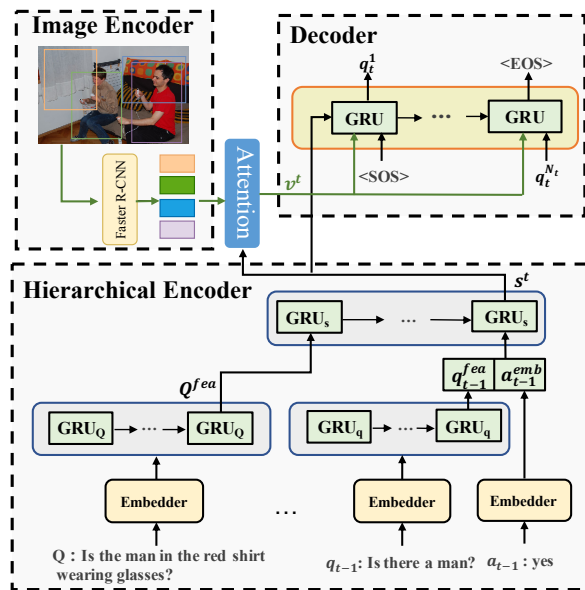 Image Encoder
Faster R-CNN
Attention
Decoder
q_t^1
<EOS>
GRU
...
GRU
<SOS>
q_t^{N_t}
v^t
Hierarchical Encoder
s^t
GRU_s
...
GRU_s
Q^{fea}
q_{t-1}^{fea} a_{t-1}^{emb}
GRU_Q
...
GRU_Q
GRU_q
...
GRU_q
Embedder
...
Embedder
Embedder
Q : Is the man in the red shirt
wearing glasses?
q_{t-1}: Is there a man?
a_{t-1} : yes